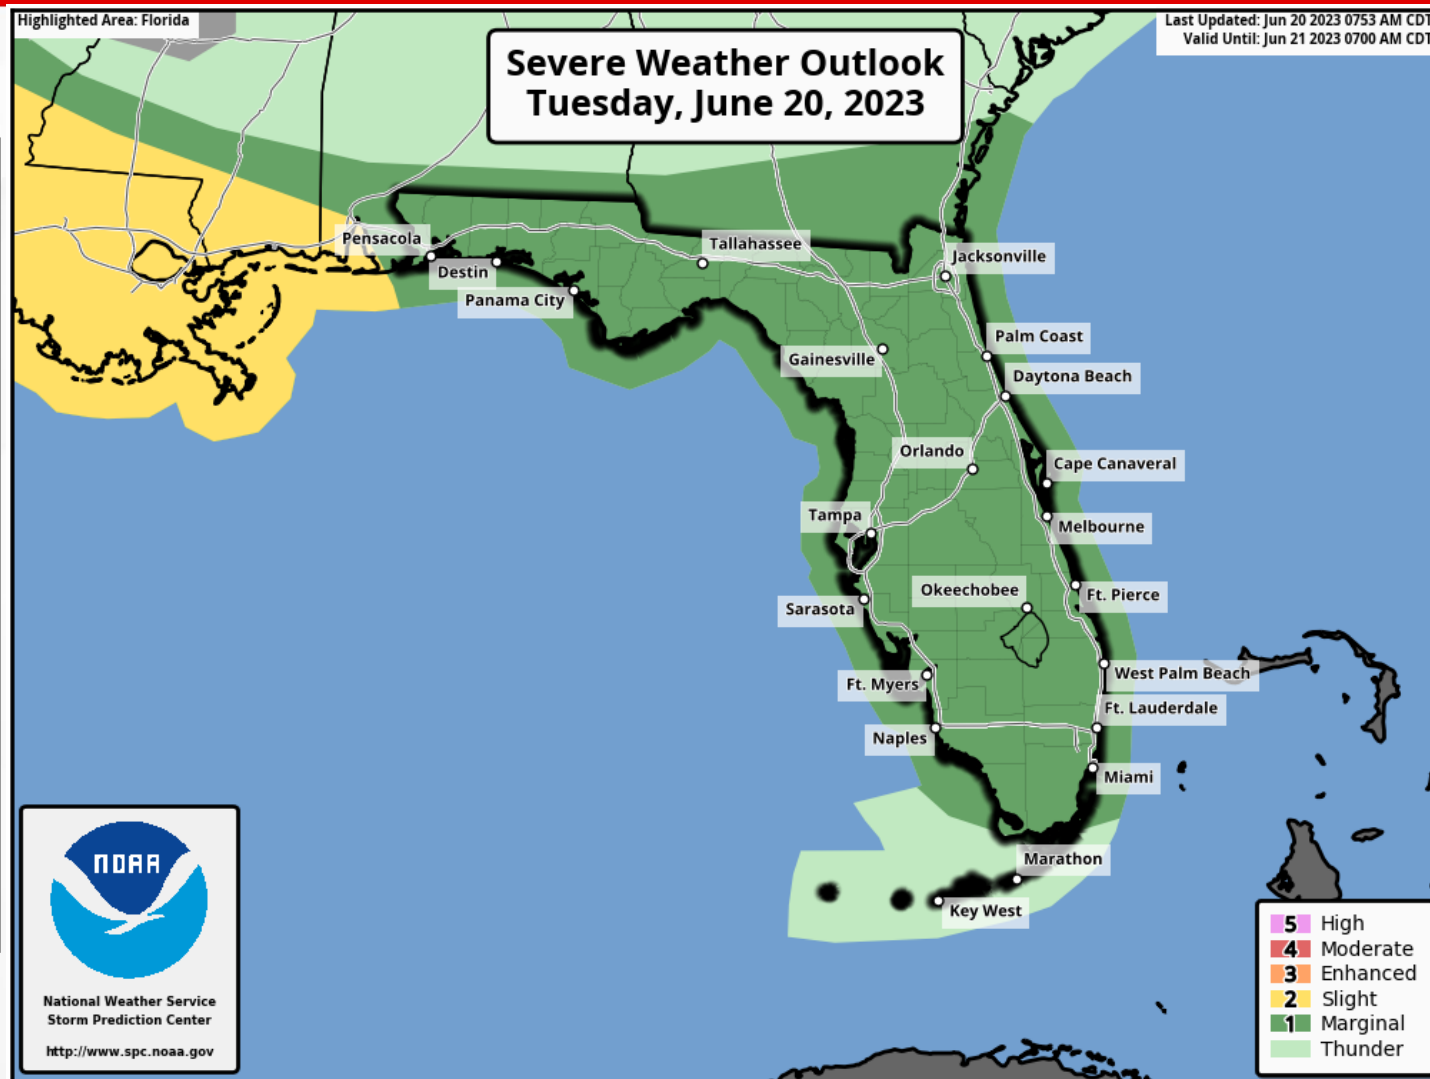 Highlighted Area: Florida
Last Updated: Jun 20 2023 0753 AM CDT
Valid Until: Jun 21 2023 0700 AM CDT
Severe Weather Outlook
Tuesday, June 20, 2023
Pensacola
Tallahassee
Destin
Jacksonville
Panama City
Palm Coast
Gainesville
Daytona Beach
Orlando
Cape Canaveral
Tampa
Melbourne
Okeechobee
Ft. Pierce
Sarasota
West Palm Beach
Ft. Myers
Ft. Lauderdale
Naples
Miami
Marathon
Key West
NOAA
National Weather Service
Storm Prediction Center
http://www.spc.noaa.gov
5 High
4 Moderate
3 Enhanced
2 Slight
1 Marginal
Thunder